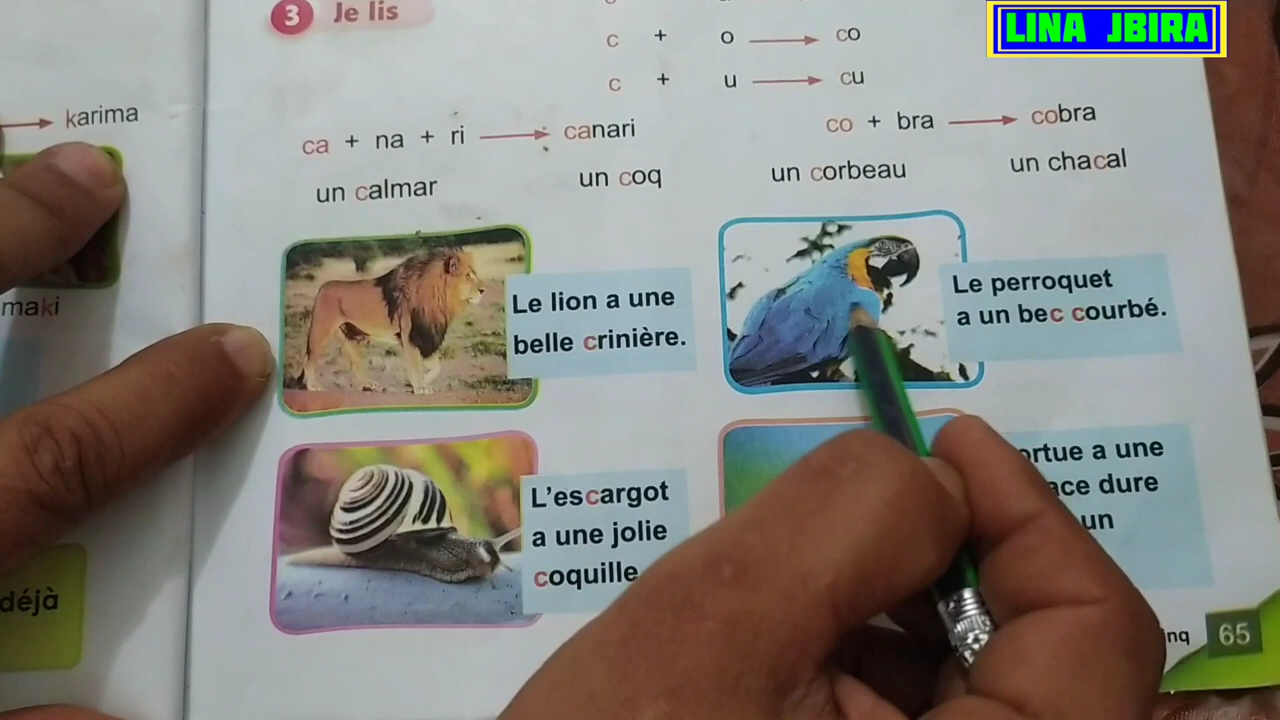 LINA JBIRA
3 Je lis
c + o → co
c + u → cu
karima
ca + na + ri → canari
co + bra → cobra
un calmar
un coq
un corbeau
un chacal
maki
Le lion a une
belle crinière.
Le perroquet
a un bec courbé.
L'escargot
a une jolie
coquille
a une
dure
un
déjà
65